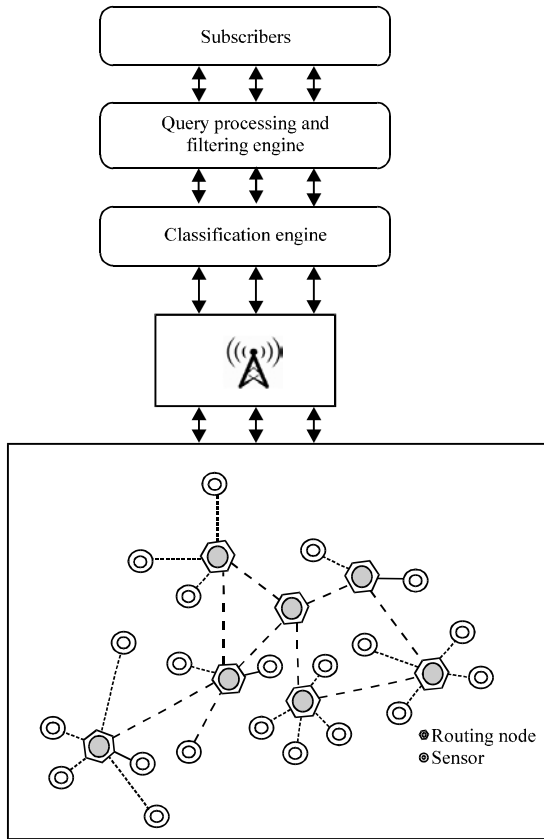 Subscribers
Query processing and
filtering engine
Classification engine
Routing node
Sensor